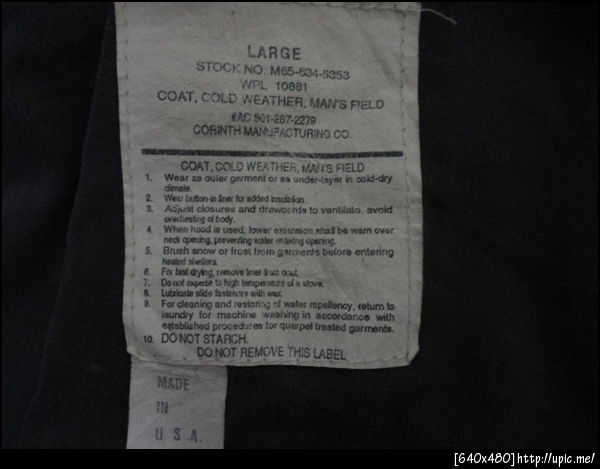 LARGE
STOCK NO. M65-634-5353
WPL 10881
COAT, COLD WEATHER, MAN'S FIELD
#AC 801-287-2279
CORINTH MANUFACTURING CO.
COAT, COLD WEATHER, MAN'S FIELD
1. Wear as outer garment or as under-layer in cold-dry
climate.
2. Wear button-in liner for added insulation
3. Adjust closures and drawcords to ventilate. avoid
overheating of body.
4. When hood is used, lower extension shall be warn over
neck opening, preventing water entering opening.
5. Brush snow or frost from garments before entering
heated shelters.
6. For fast drying, remove liner from coat.
7. Do not expose to high temperature of a stove.
8. Lubricate slide fasteners with wax.
9. For cleaning and restoring of water repellency, return to
laundry for machine washing in accordance with
established procedures for quarpel treated garments.
10. DO NOT STARCH.
DO NOT REMOVE THIS LABEL
MADE
IN
U S A.
[640x480]http://upic.me/